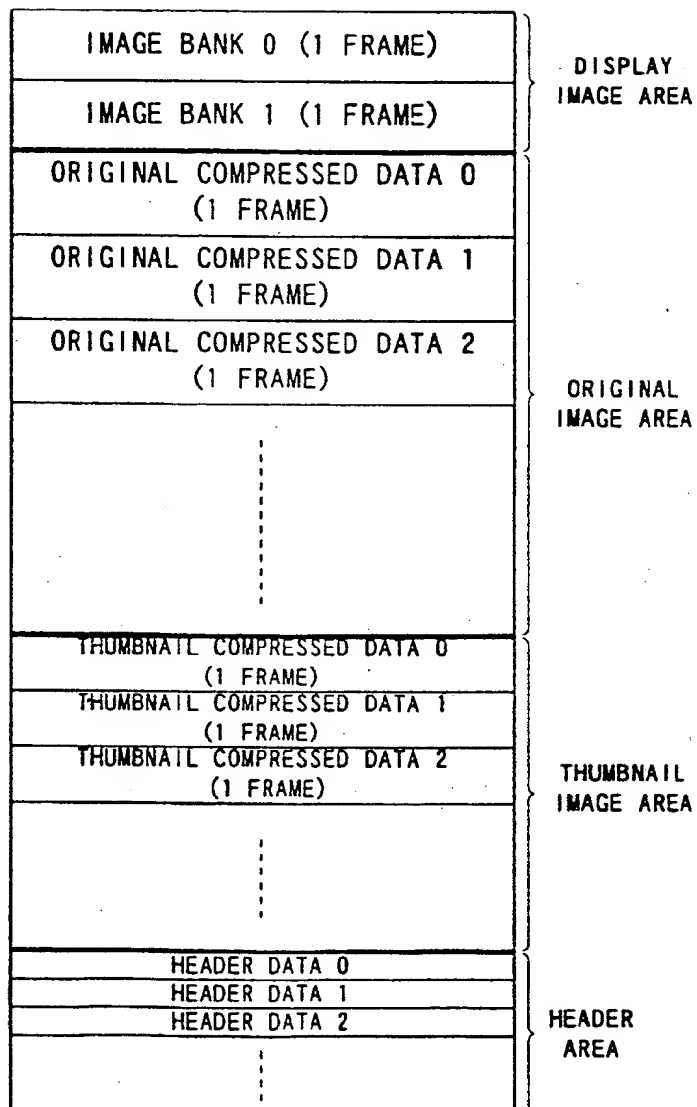 IMAGE BANK 0 (1 FRAME)
IMAGE BANK 1 (1 FRAME)
DISPLAY
IMAGE AREA
ORIGINAL COMPRESSED DATA 0
(1 FRAME)
ORIGINAL COMPRESSED DATA 1
(1 FRAME)
ORIGINAL COMPRESSED DATA 2
(1 FRAME)
ORIGINAL
IMAGE AREA
THUMBNAIL COMPRESSED DATA 0
(1 FRAME)
THUMBNAIL COMPRESSED DATA 1
(1 FRAME)
THUMBNAIL COMPRESSED DATA 2
(1 FRAME)
THUMBNAIL
IMAGE AREA
HEADER DATA 0
HEADER DATA 1
HEADER DATA 2
HEADER
AREA